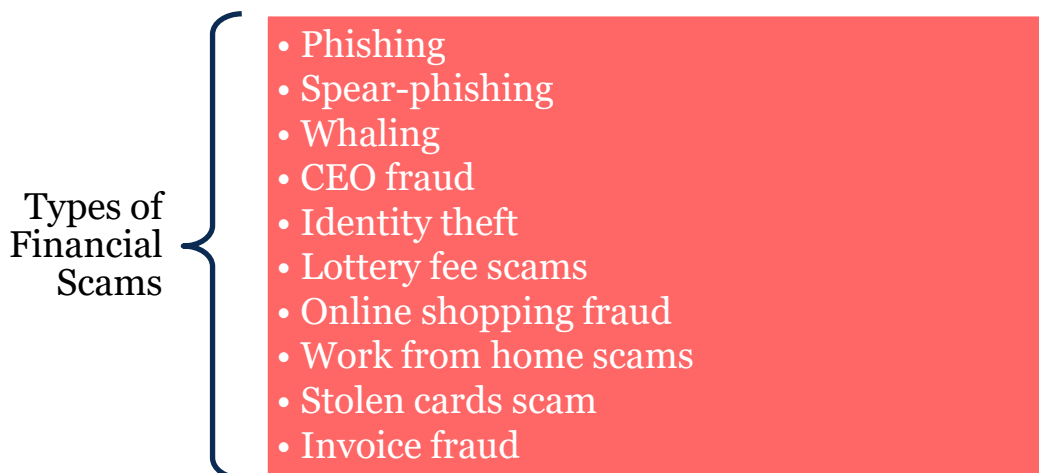 Types of
Financial
Scams
• Phishing
• Spear-phishing
• Whaling
• CEO fraud
• Identity theft
• Lottery fee scams
• Online shopping fraud
• Work from home scams
• Stolen cards scam
• Invoice fraud